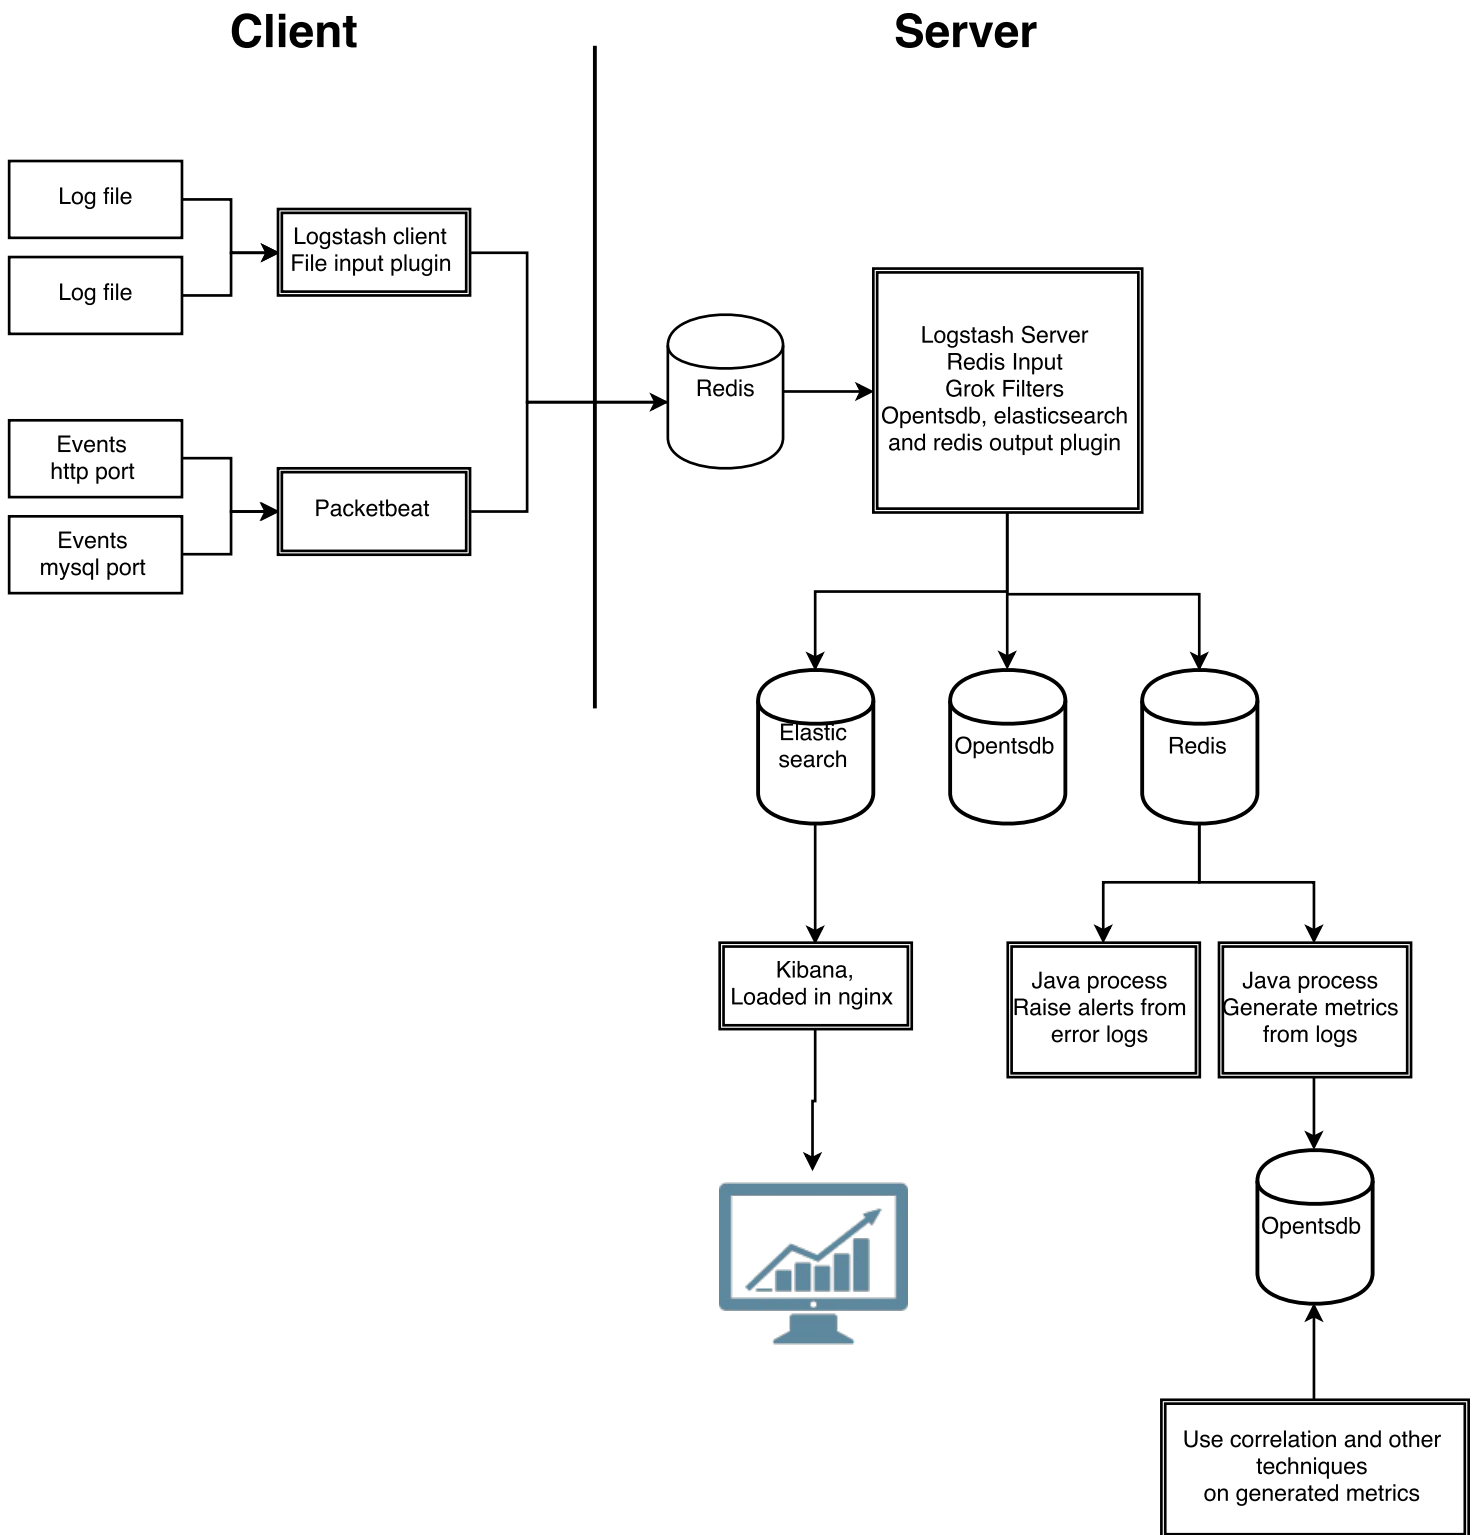 Client
Server
Log file
Log file
Logstash client
File input plugin
Events
http port
Events
mysql port
Packetbeat
Redis
Logstash Server
Redis Input
Grok Filters
Opentsdb, elasticsearch
and redis output plugin
Elastic
search
Opentsdb
Redis
Kibana,
Loaded in nginx
Java process
Raise alerts from
error logs
Java process
Generate metrics
from logs
Opentsdb
Use correlation and other
techniques
on generated metrics